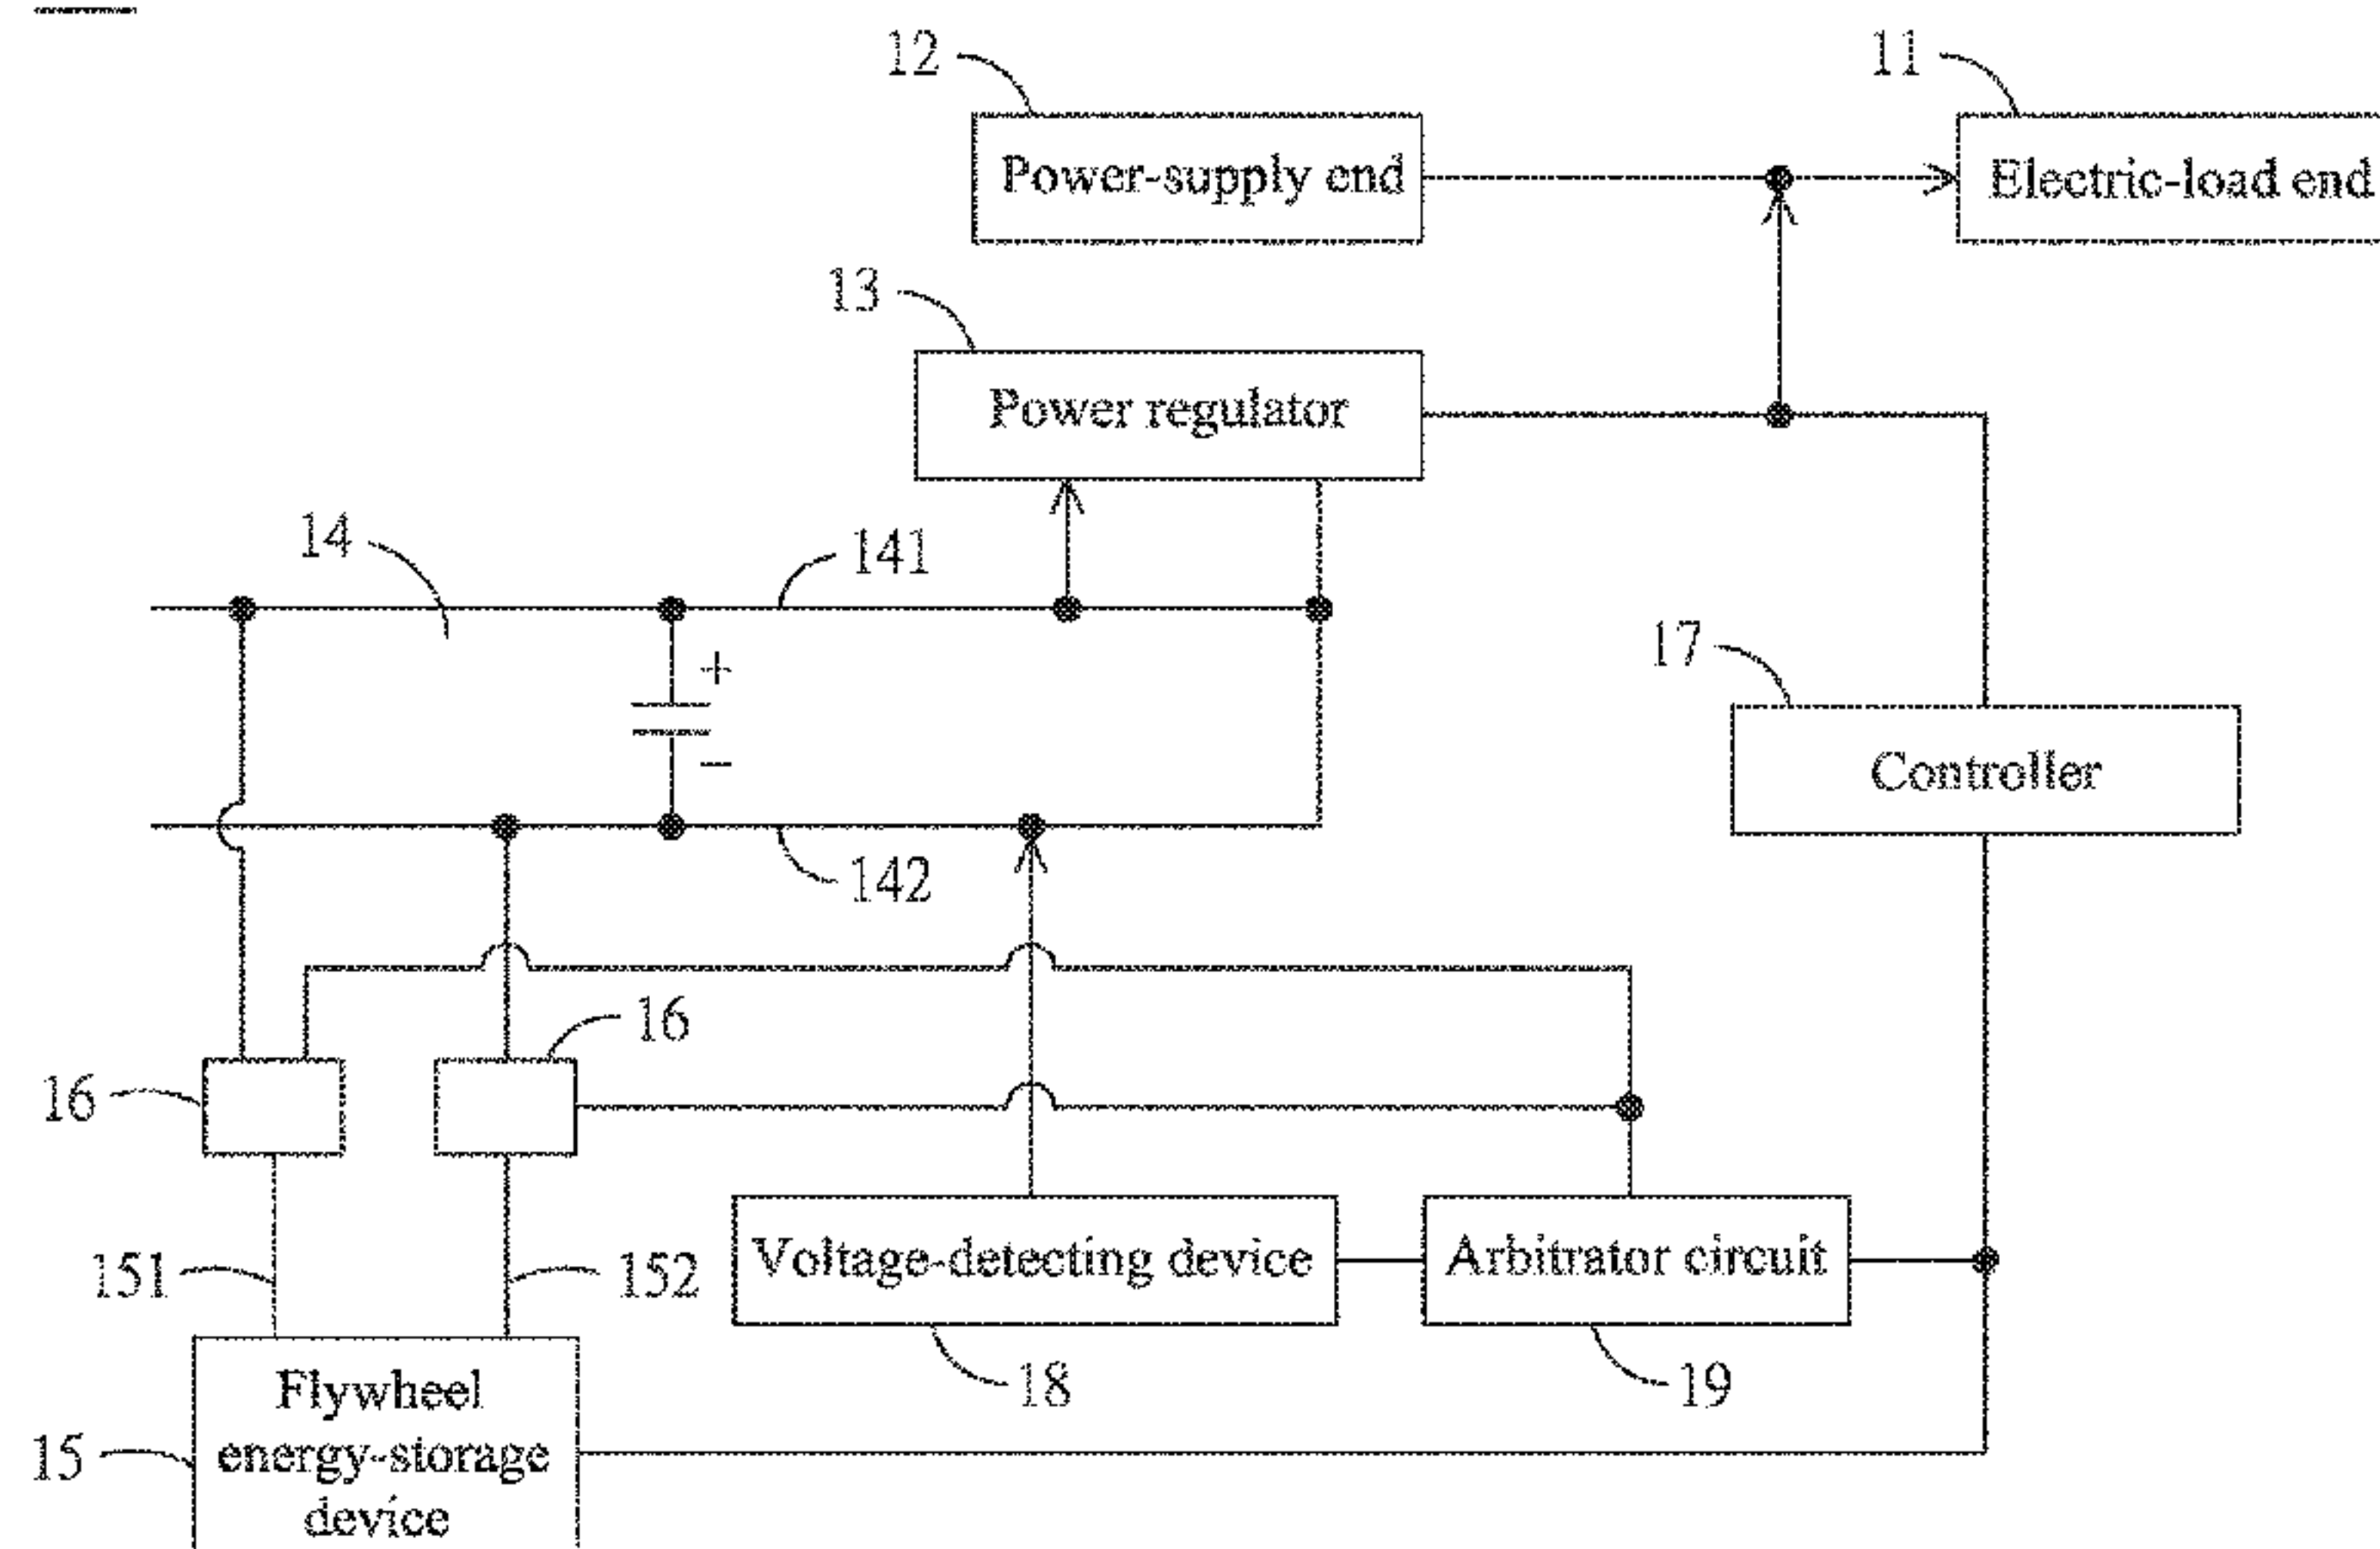 12
11
Power-supply end
Electric-load end
13
Power regulator
14
141
+
17
−
Controller
142
16
16
151
152
Voltage-detecting device
Arbitrator circuit
18
19
Flywheel
energy-storage
device
15